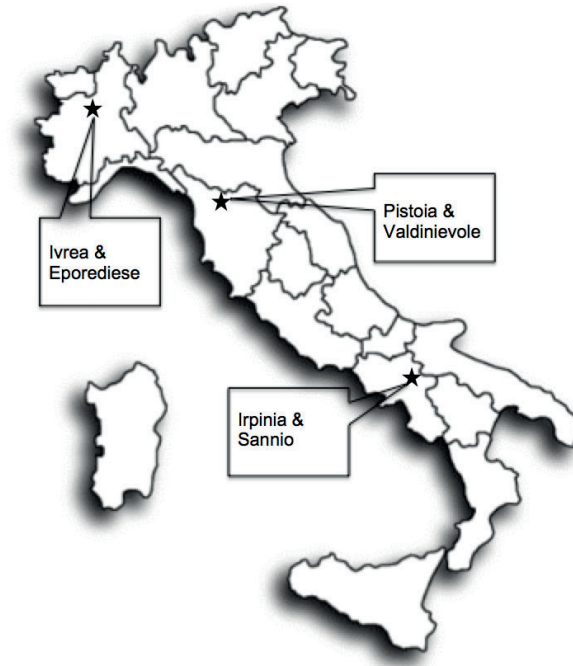 Pistoia &
Valdinievole
Ivrea &
Eporediese
Irpinia &
Sannio